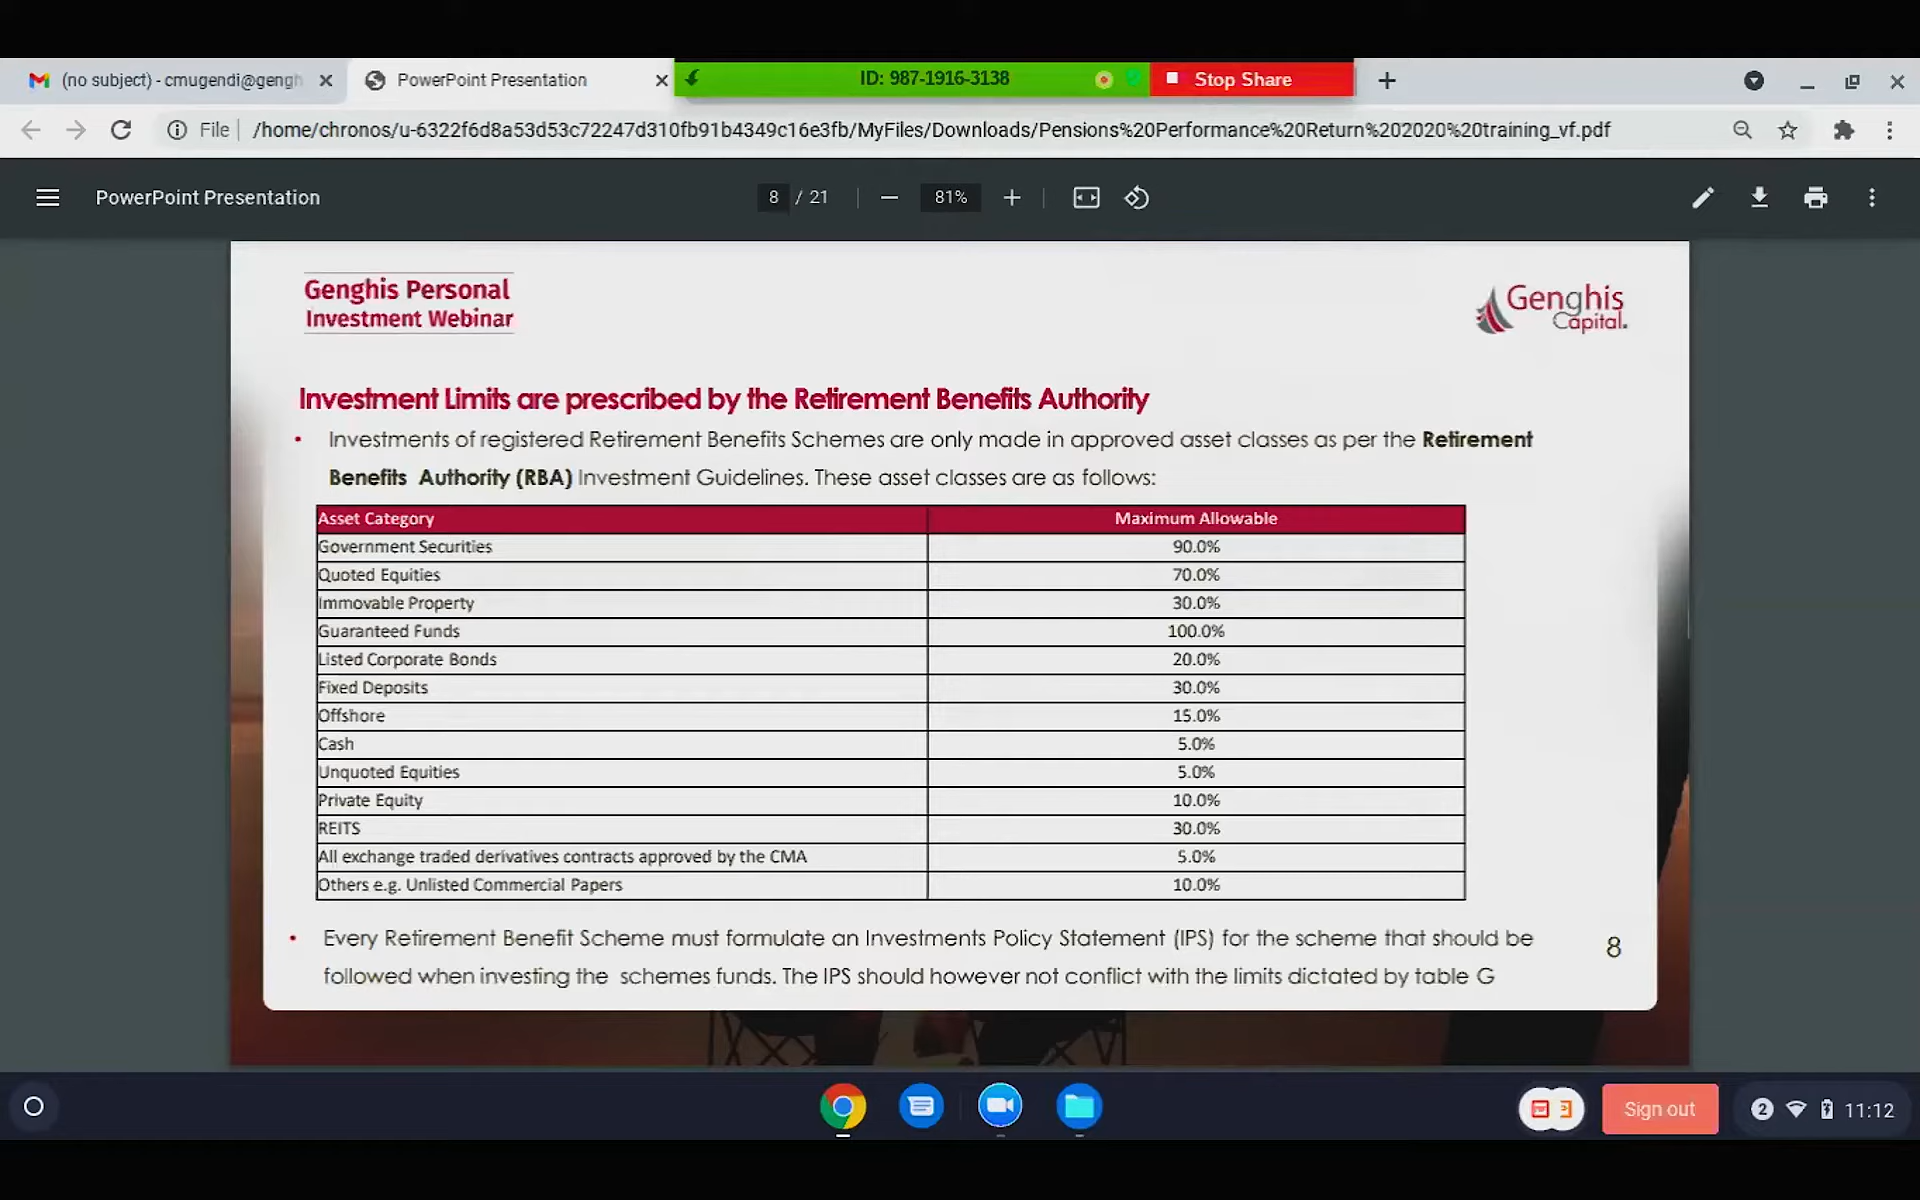 (no subject) - cmugendi@gengh
PowerPoint Presentation
ID: 987-1916-3138
Stop Share
File
/home/chronos/u-6322f6d8a53d53c72247d310fb91b4349c16e3fb/MyFiles/Downloads/Pensions%20Performance%20Return%202020%20training_vf.pdf
PowerPoint Presentation
8 / 21
81%
Genghis Personal
Investment Webinar
Genghis
Capital.
Investment Limits are prescribed by the Retirement Benefits Authority
• Investments of registered Retirement Benefits Schemes are only made in approved asset classes as per the Retirement
Benefits Authority (RBA) Investment Guidelines. These asset classes are as follows:
Asset Category Maximum Allowable
Government Securities 90.0%
Quoted Equities 70.0%
Immovable Property 30.0%
Guaranteed Funds 100.0%
Listed Corporate Bonds 20.0%
Fixed Deposits 30.0%
Offshore 15.0%
Cash 5.0%
Unquoted Equities 5.0%
Private Equity 10.0%
REITS 30.0%
All exchange traded derivatives contracts approved by the CMA 5.0%
Others e.g. Unlisted Commercial Papers 10.0%
• Every Retirement Benefit Scheme must formulate an Investments Policy Statement (IPS) for the scheme that should be
followed when investing the schemes funds. The IPS should however not conflict with the limits dictated by table G
8
Sign out
2
11:12